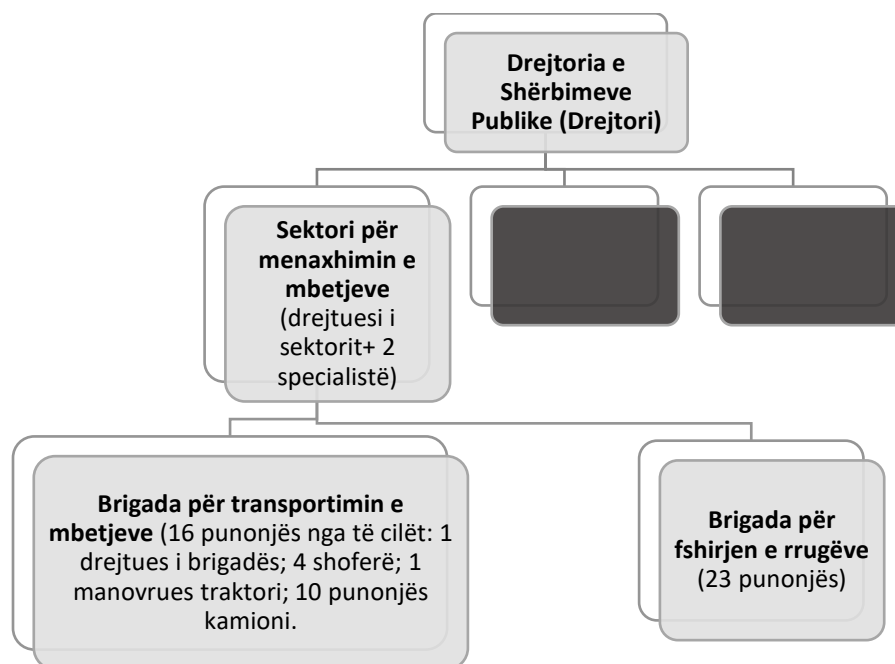 Drejtoria e
Shërbimeve
Publike (Drejtori)
Sektori për
menaxhimin e
mbetjeve
(drejtuesi i
sektorit+ 2
specialistë)
Brigada për transportimin e
mbetjeve (16 punonjës nga të cilët: 1
drejtues i brigadës; 4 shoferë; 1
manovrues traktori; 10 punonjës
kamioni.
Brigada për
fshirjen e rrugëve
(23 punonjës)